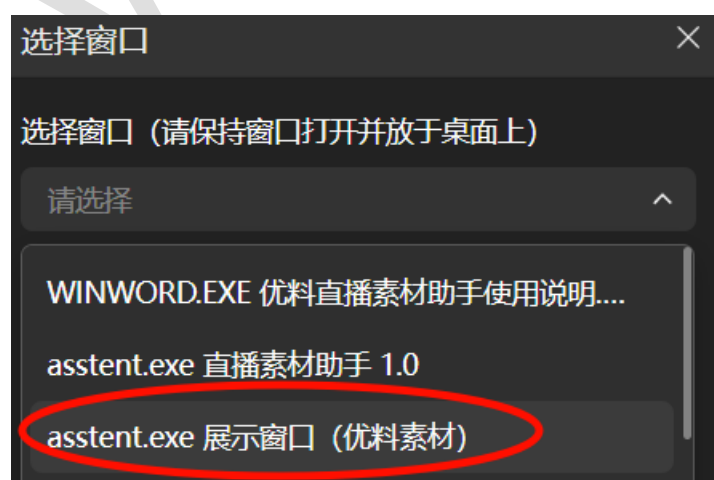 选择窗口
选择窗口（请保持窗口打开并放于桌面上）
请选择
WINWORD.EXE 优料直播素材助手使用说明....
asstent.exe 直播素材助手 1.0
asstent.exe 展示窗口（优料素材）